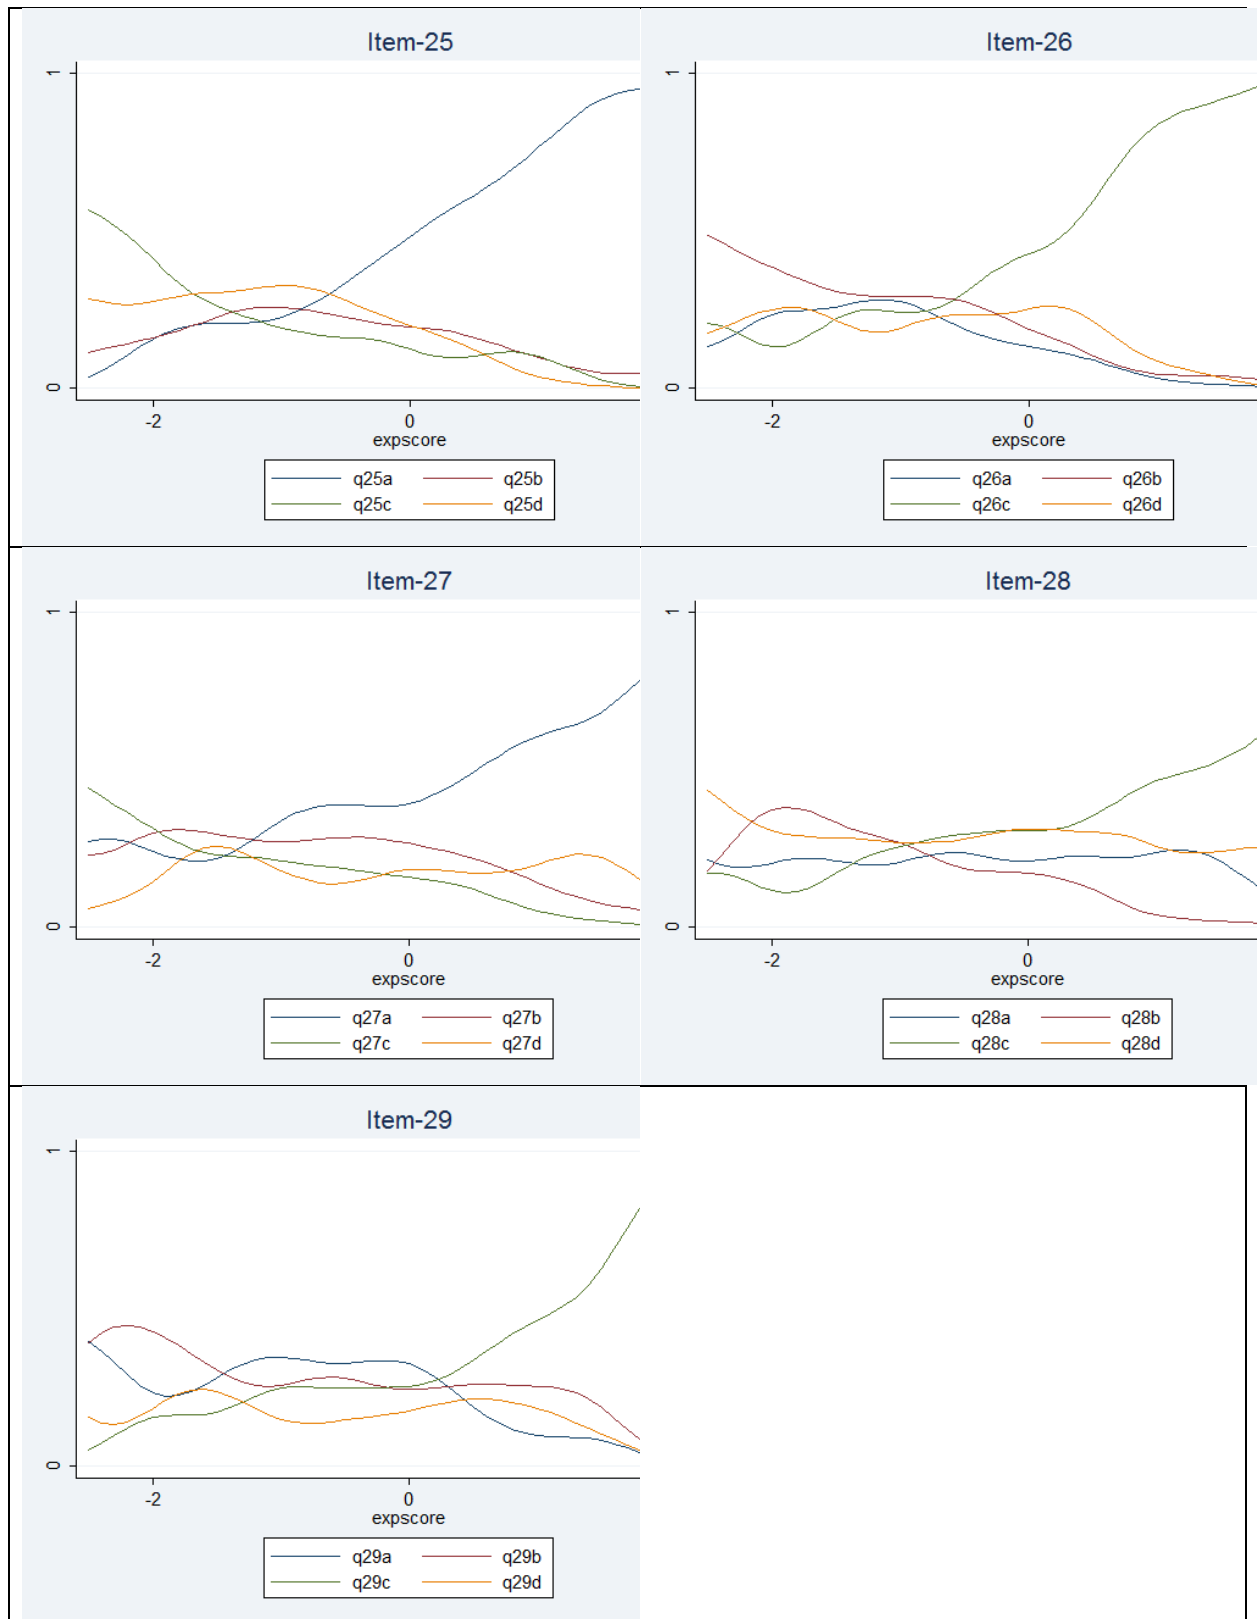 Item-25
1
0
-2 0
expscore
q25a q25b
q25c q25d
Item-26
1
0
-2 0
expscore
q26a q26b
q26c q26d
Item-27
1
0
-2 0
expscore
q27a q27b
q27c q27d
Item-28
1
0
-2 0
expscore
q28a q28b
q28c q28d
Item-29
1
0
-2 0
expscore
q29a q29b
q29c q29d